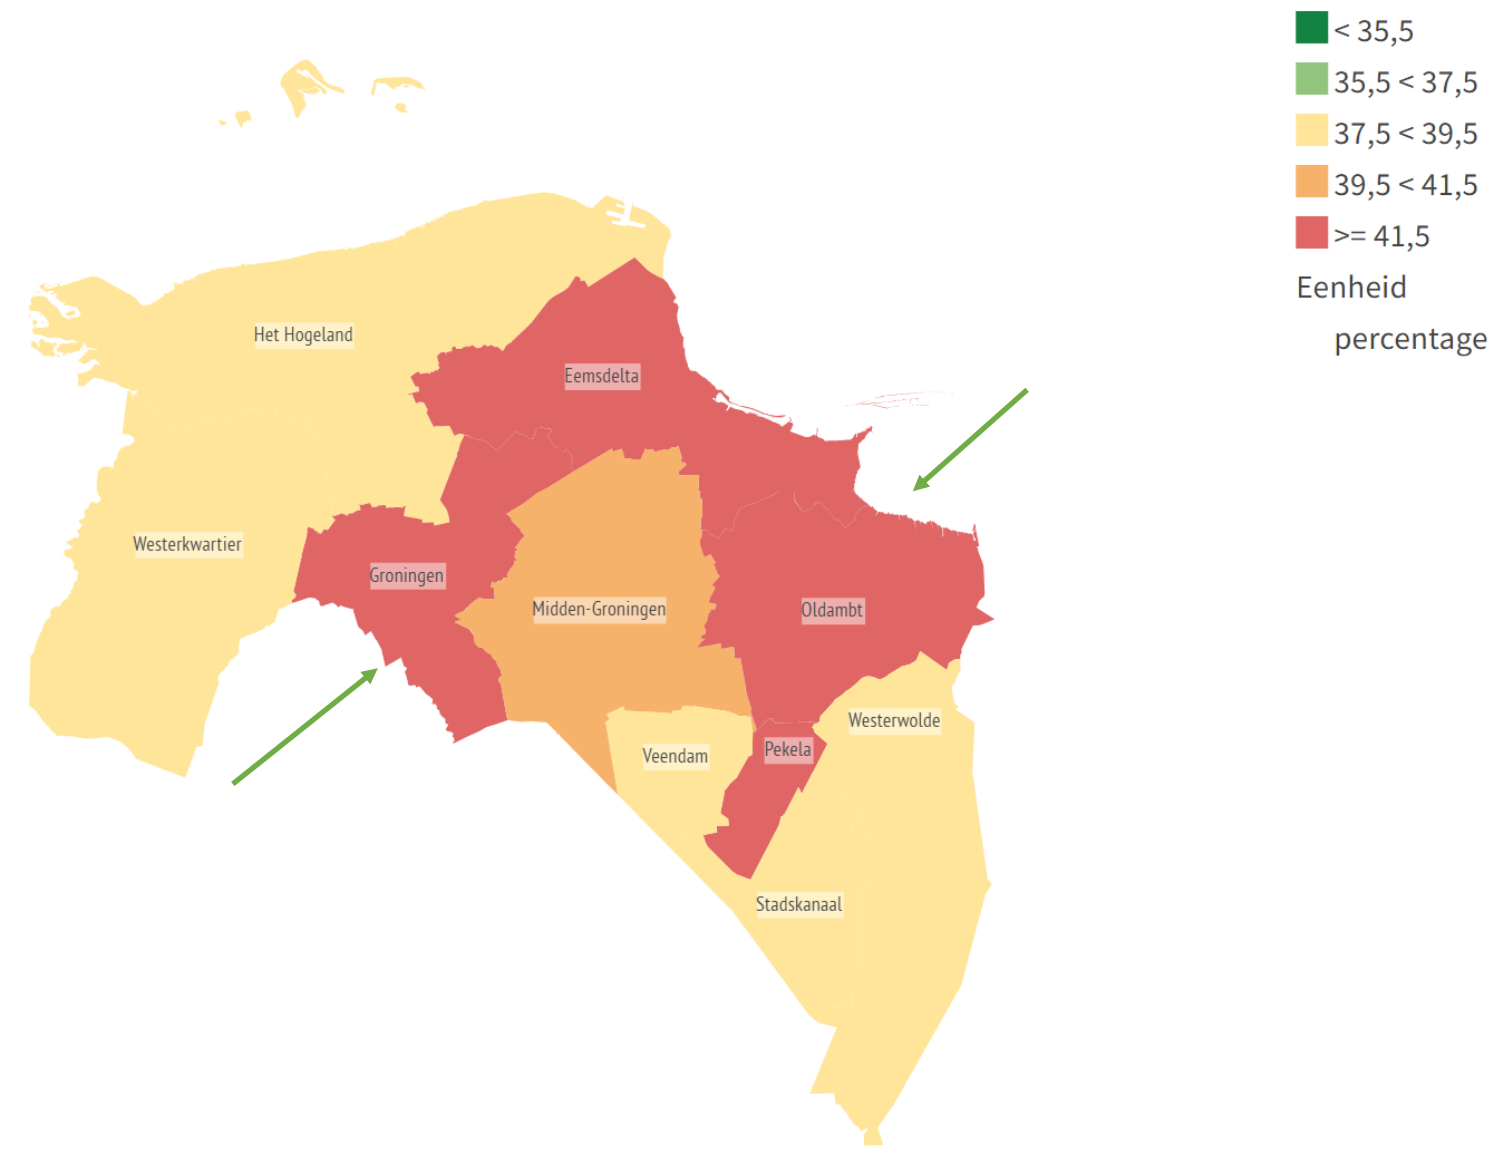 < 35,5
35,5 < 37,5
37,5 < 39,5
39,5 < 41,5
>= 41,5
Eenheid
percentage
Het Hogeland
Eemsdelta
Westerkwartier
Groningen
Midden-Groningen
Oldambt
Westerwolde
Veendam
Pekela
Stadskanaal